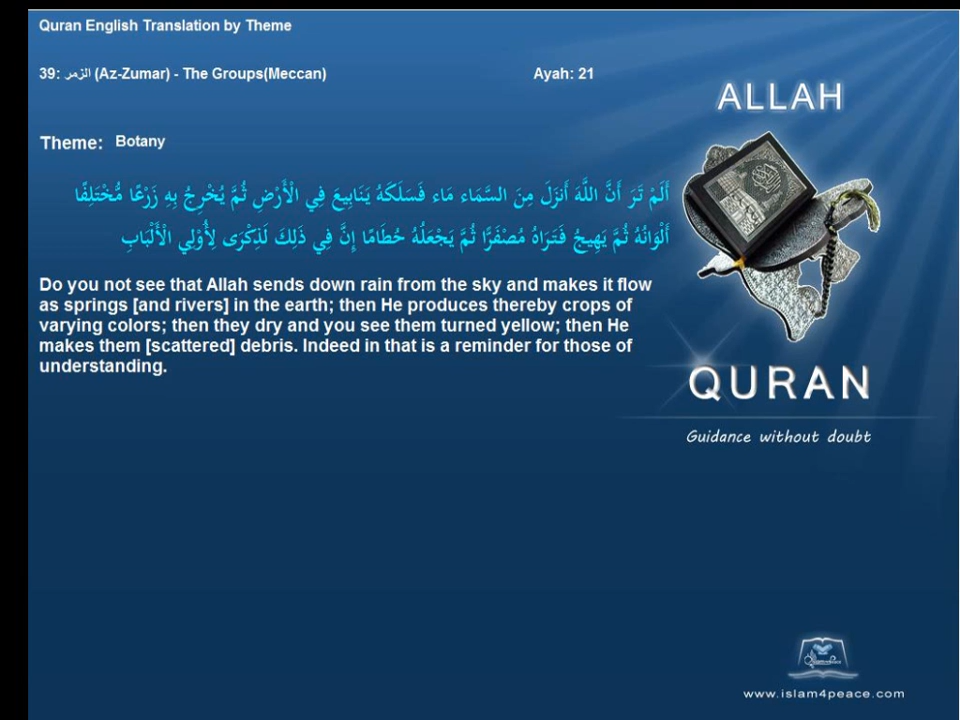 Quran English Translation by Theme
39: الزمر (Az-Zumar) - The Groups(Meccan) Ayah: 21
Theme: Botany
أَلَمْ تَرَ أَنَّ اللَّهَ أَنزَلَ مِنَ السَّمَاء مَاء فَسَلَكَهُ يَنَابِيعَ فِي الْأَرْضِ ثُمَّ يُخْرِجُ بِهِ زَرْعًا مُّخْتَلِفًا
أَلْوَانُهُ ثُمَّ يَهِيجُ فَتَرَاهُ مُصْفَرًّا ثُمَّ يَجْعَلُهُ حُطَامًا إِنَّ فِي ذَلِكَ لَذِكْرَى لِأُوْلِي الْأَلْبَابِ
Do you not see that Allah sends down rain from the sky and makes it flow
as springs [and rivers] in the earth; then He produces thereby crops of
varying colors; then they dry and you see them turned yellow; then He
makes them [scattered] debris. Indeed in that is a reminder for those of
understanding.
ALLAH
QURAN
Guidance without doubt
www.islam4peace.com